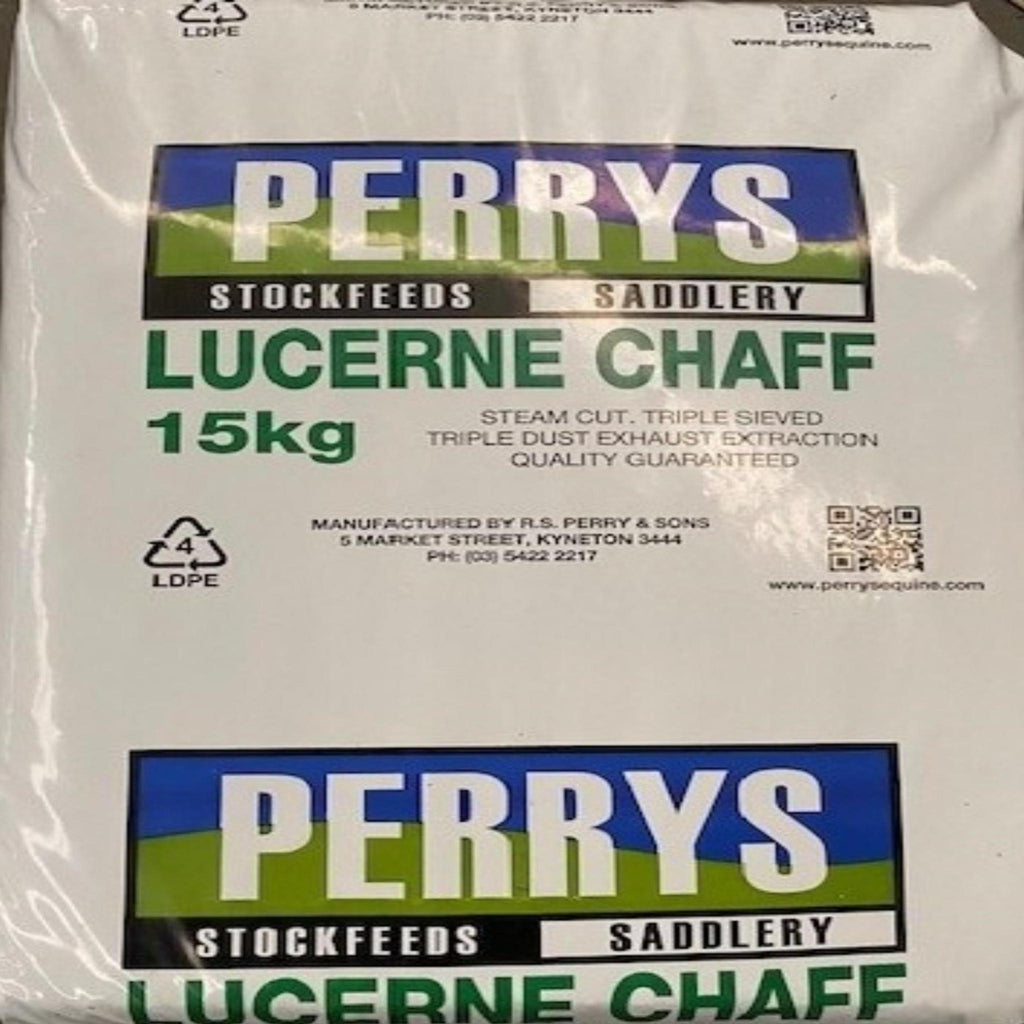 4
LDPE
5 MARKET STREET, KYNETON 3444
PH: (03) 5422 2217
www.perrysequine.com
PERRYS
STOCKFEEDS SADDLERY
LUCERNE CHAFF
15kg
STEAM CUT. TRIPLE SIEVED
TRIPLE DUST EXHAUST EXTRACTION
QUALITY GUARANTEED
4
LDPE
MANUFACTURED BY R.S. PERRY & SONS
5 MARKET STREET, KYNETON 3444
PH: (03) 5422 2217
www.perrysequine.com
PERRYS
STOCKFEEDS SADDLERY
LUCERNE CHAFF